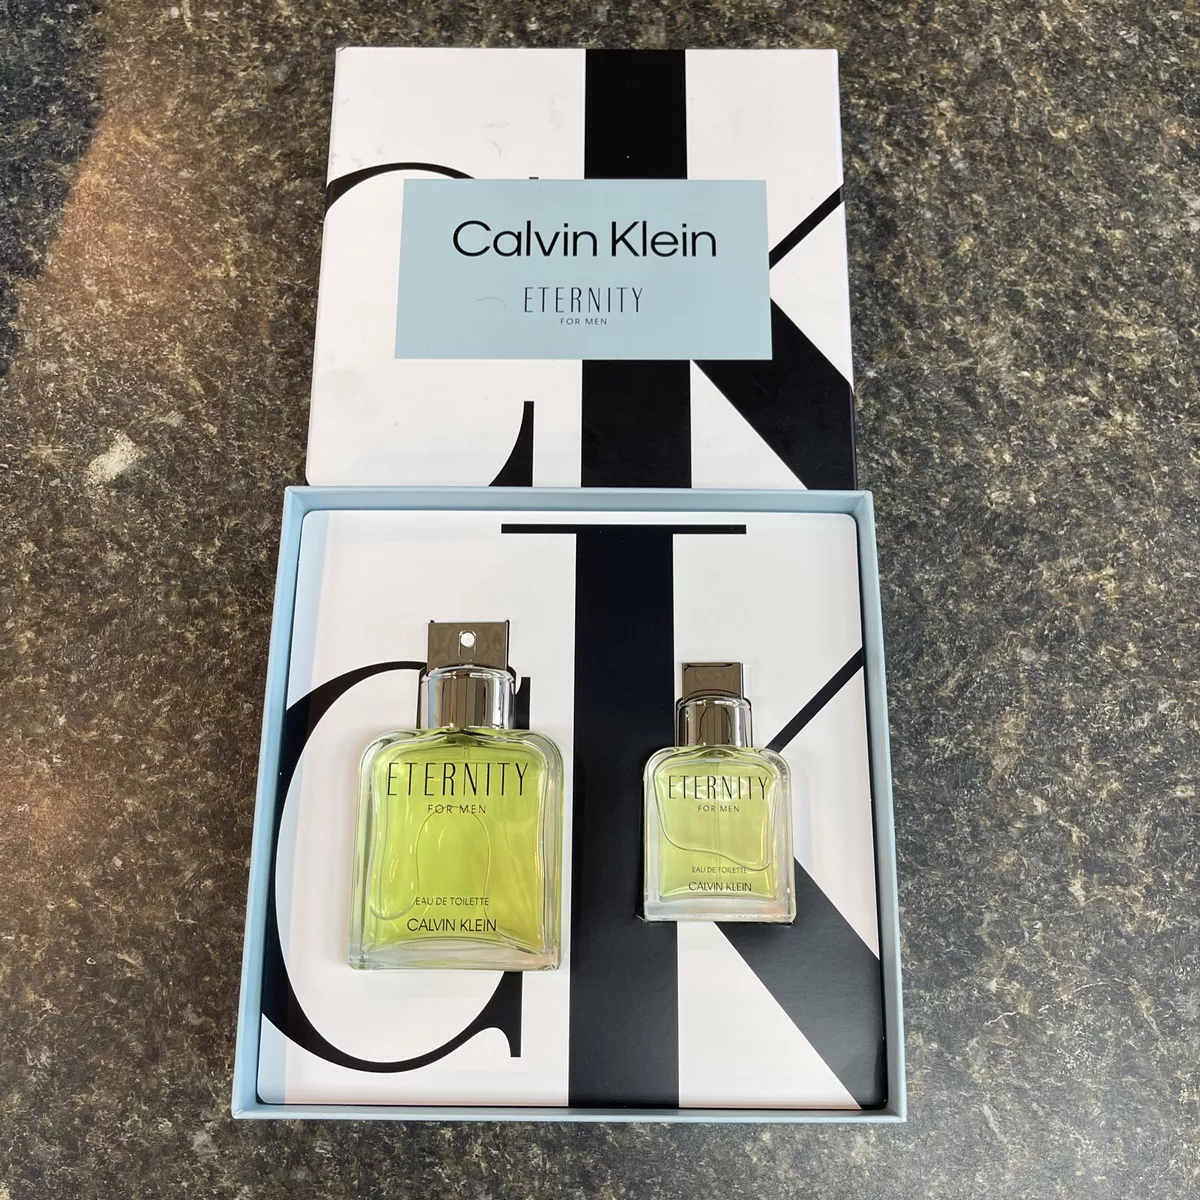 Calvin Klein
ETERNITY
FOR MEN
CK
ETERNITY
FOR MEN
EAU DE TOILETTE
CALVIN KLEIN
ETERNITY
FOR MEN
EAU DE TOILETTE
CALVIN KLEIN